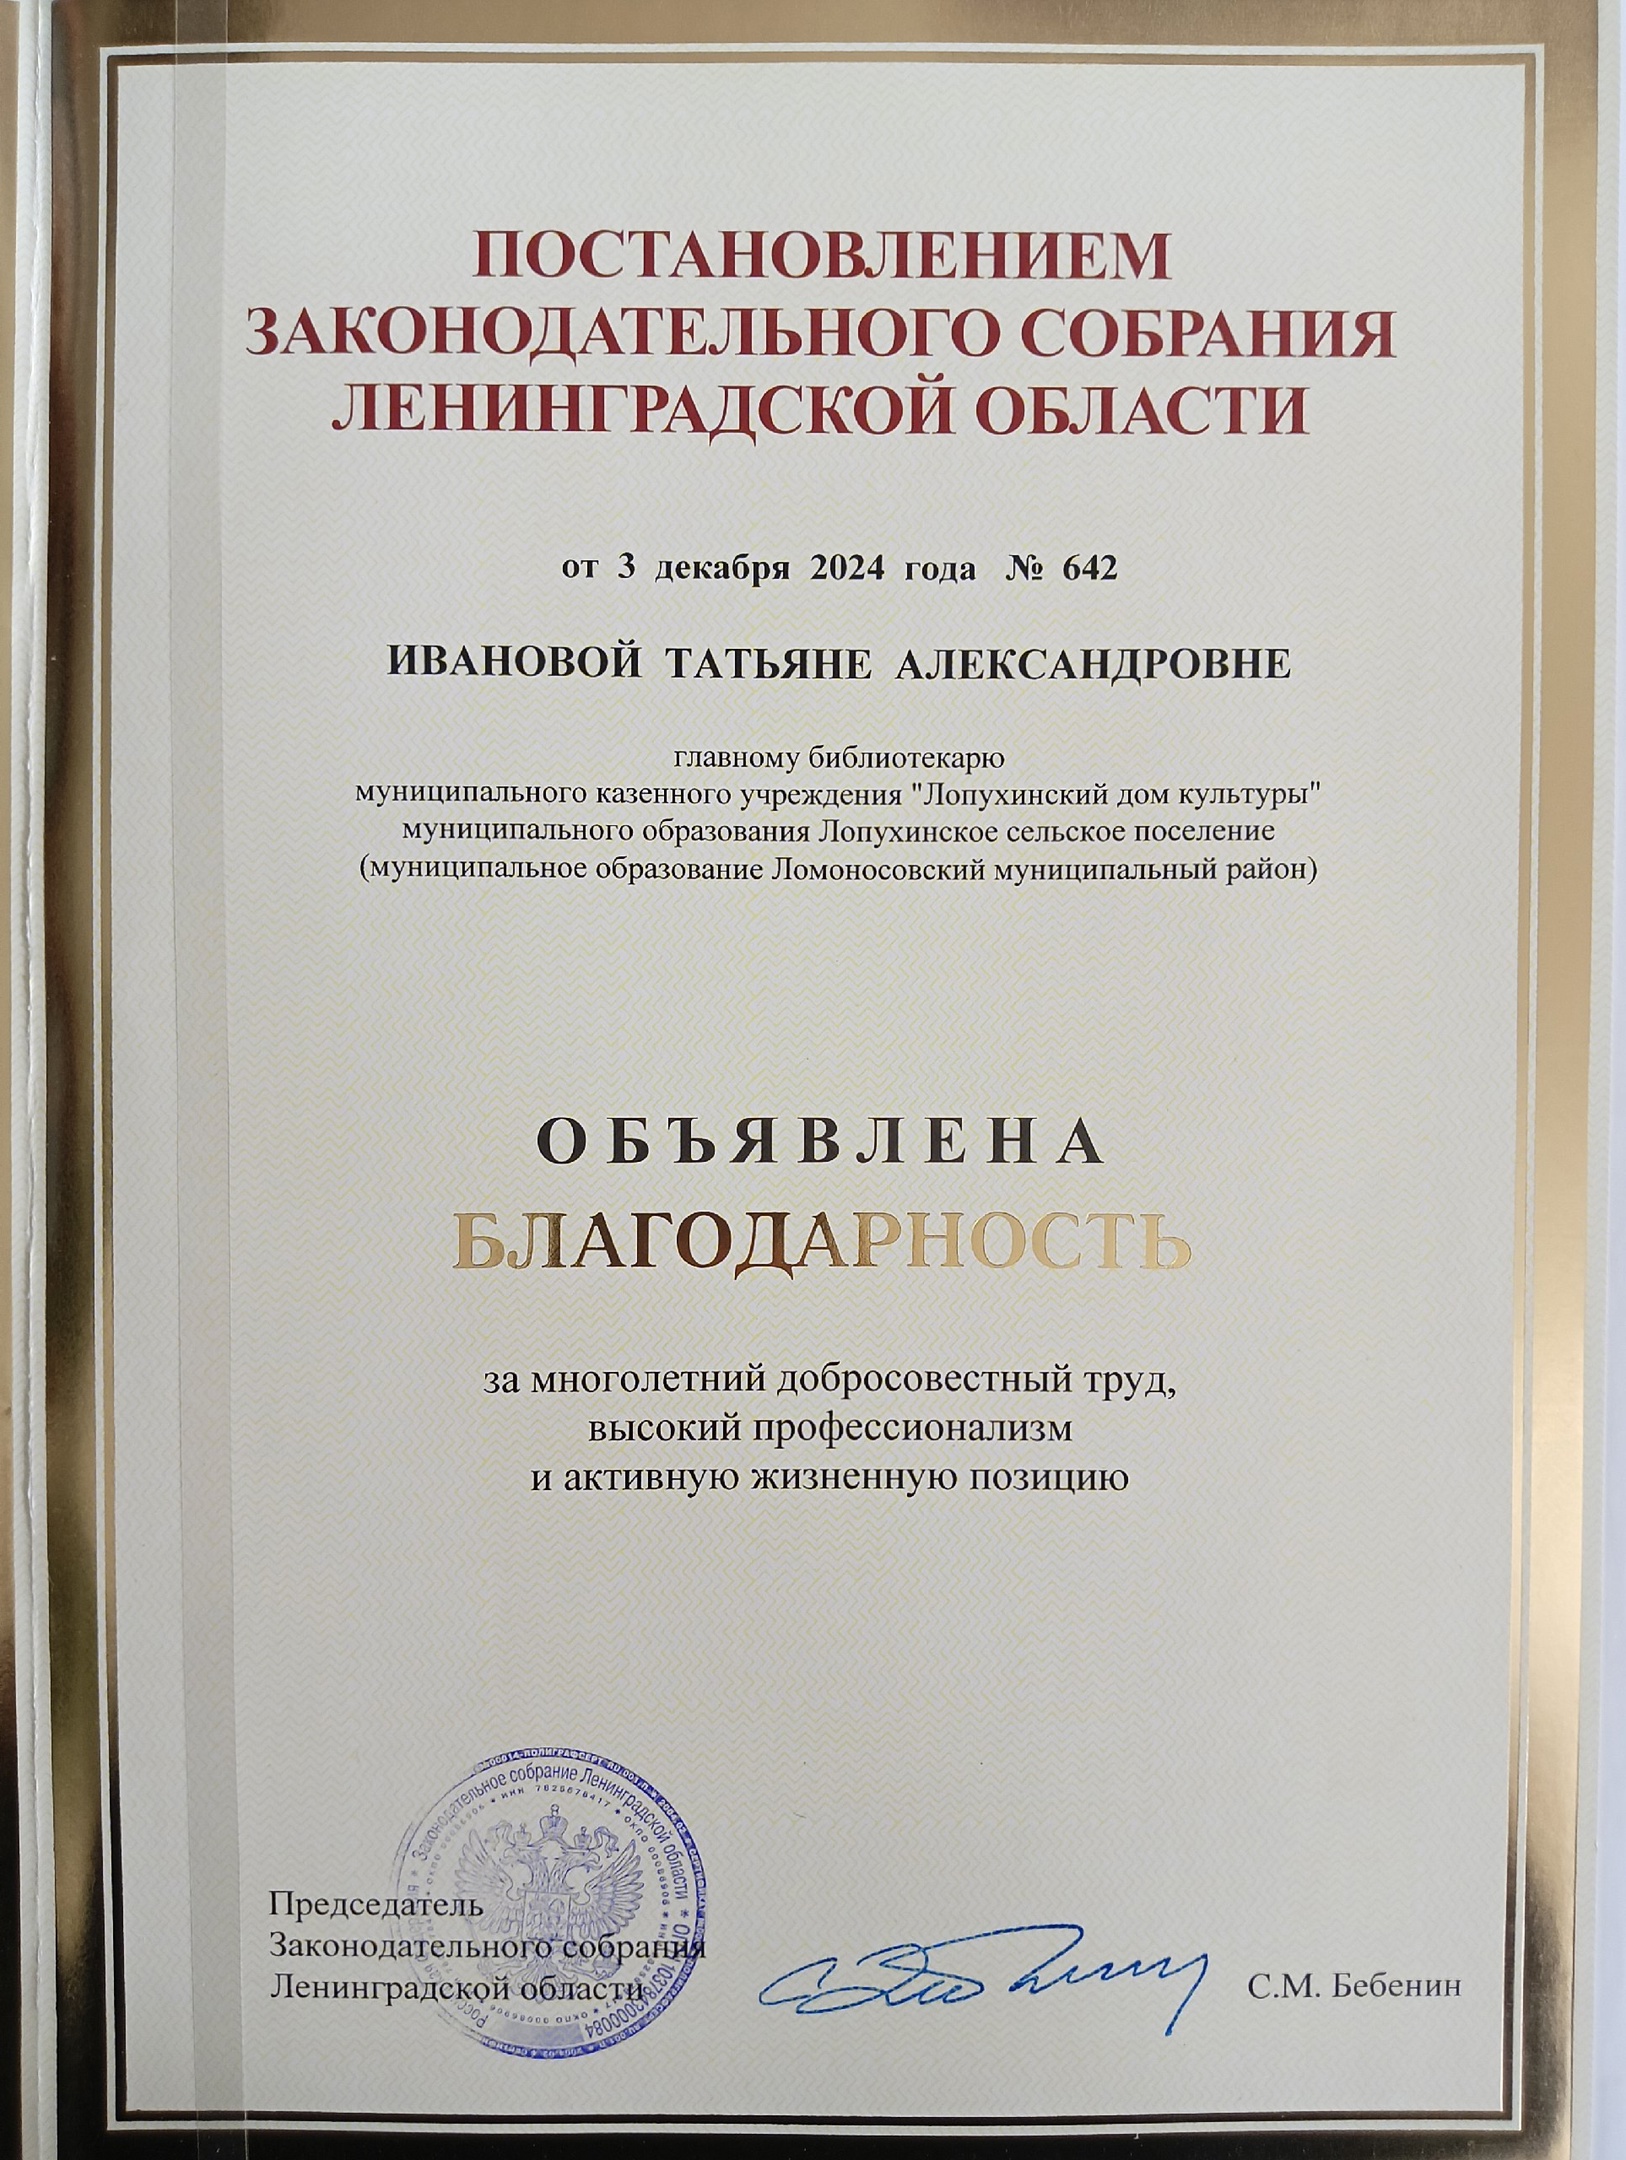 ПОСТАНОВЛЕНИЕМ
ЗАКОНОДАТЕЛЬНОГО СОБРАНИЯ
ЛЕНИНГРАДСКОЙ ОБЛАСТИ
от 3 декабря 2024 года № 642
ИВАНОВОЙ ТАТЬЯНЕ АЛЕКСАНДРОВНЕ
главному библиотекарю
муниципального казенного учреждения "Лопухинский дом культуры"
муниципального образования Лопухинское сельское поселение
(муниципальное образование Ломоносовский муниципальный район)
ОБЪЯВЛЕНА
БЛАГОДАРНОСТЬ
за многолетний добросовестный труд,
высокий профессионализм
и активную жизненную позицию
Законодательное собрание Ленинградской области
Председатель
Законодательного собрания
Ленинградской области
С.М. Бебенин